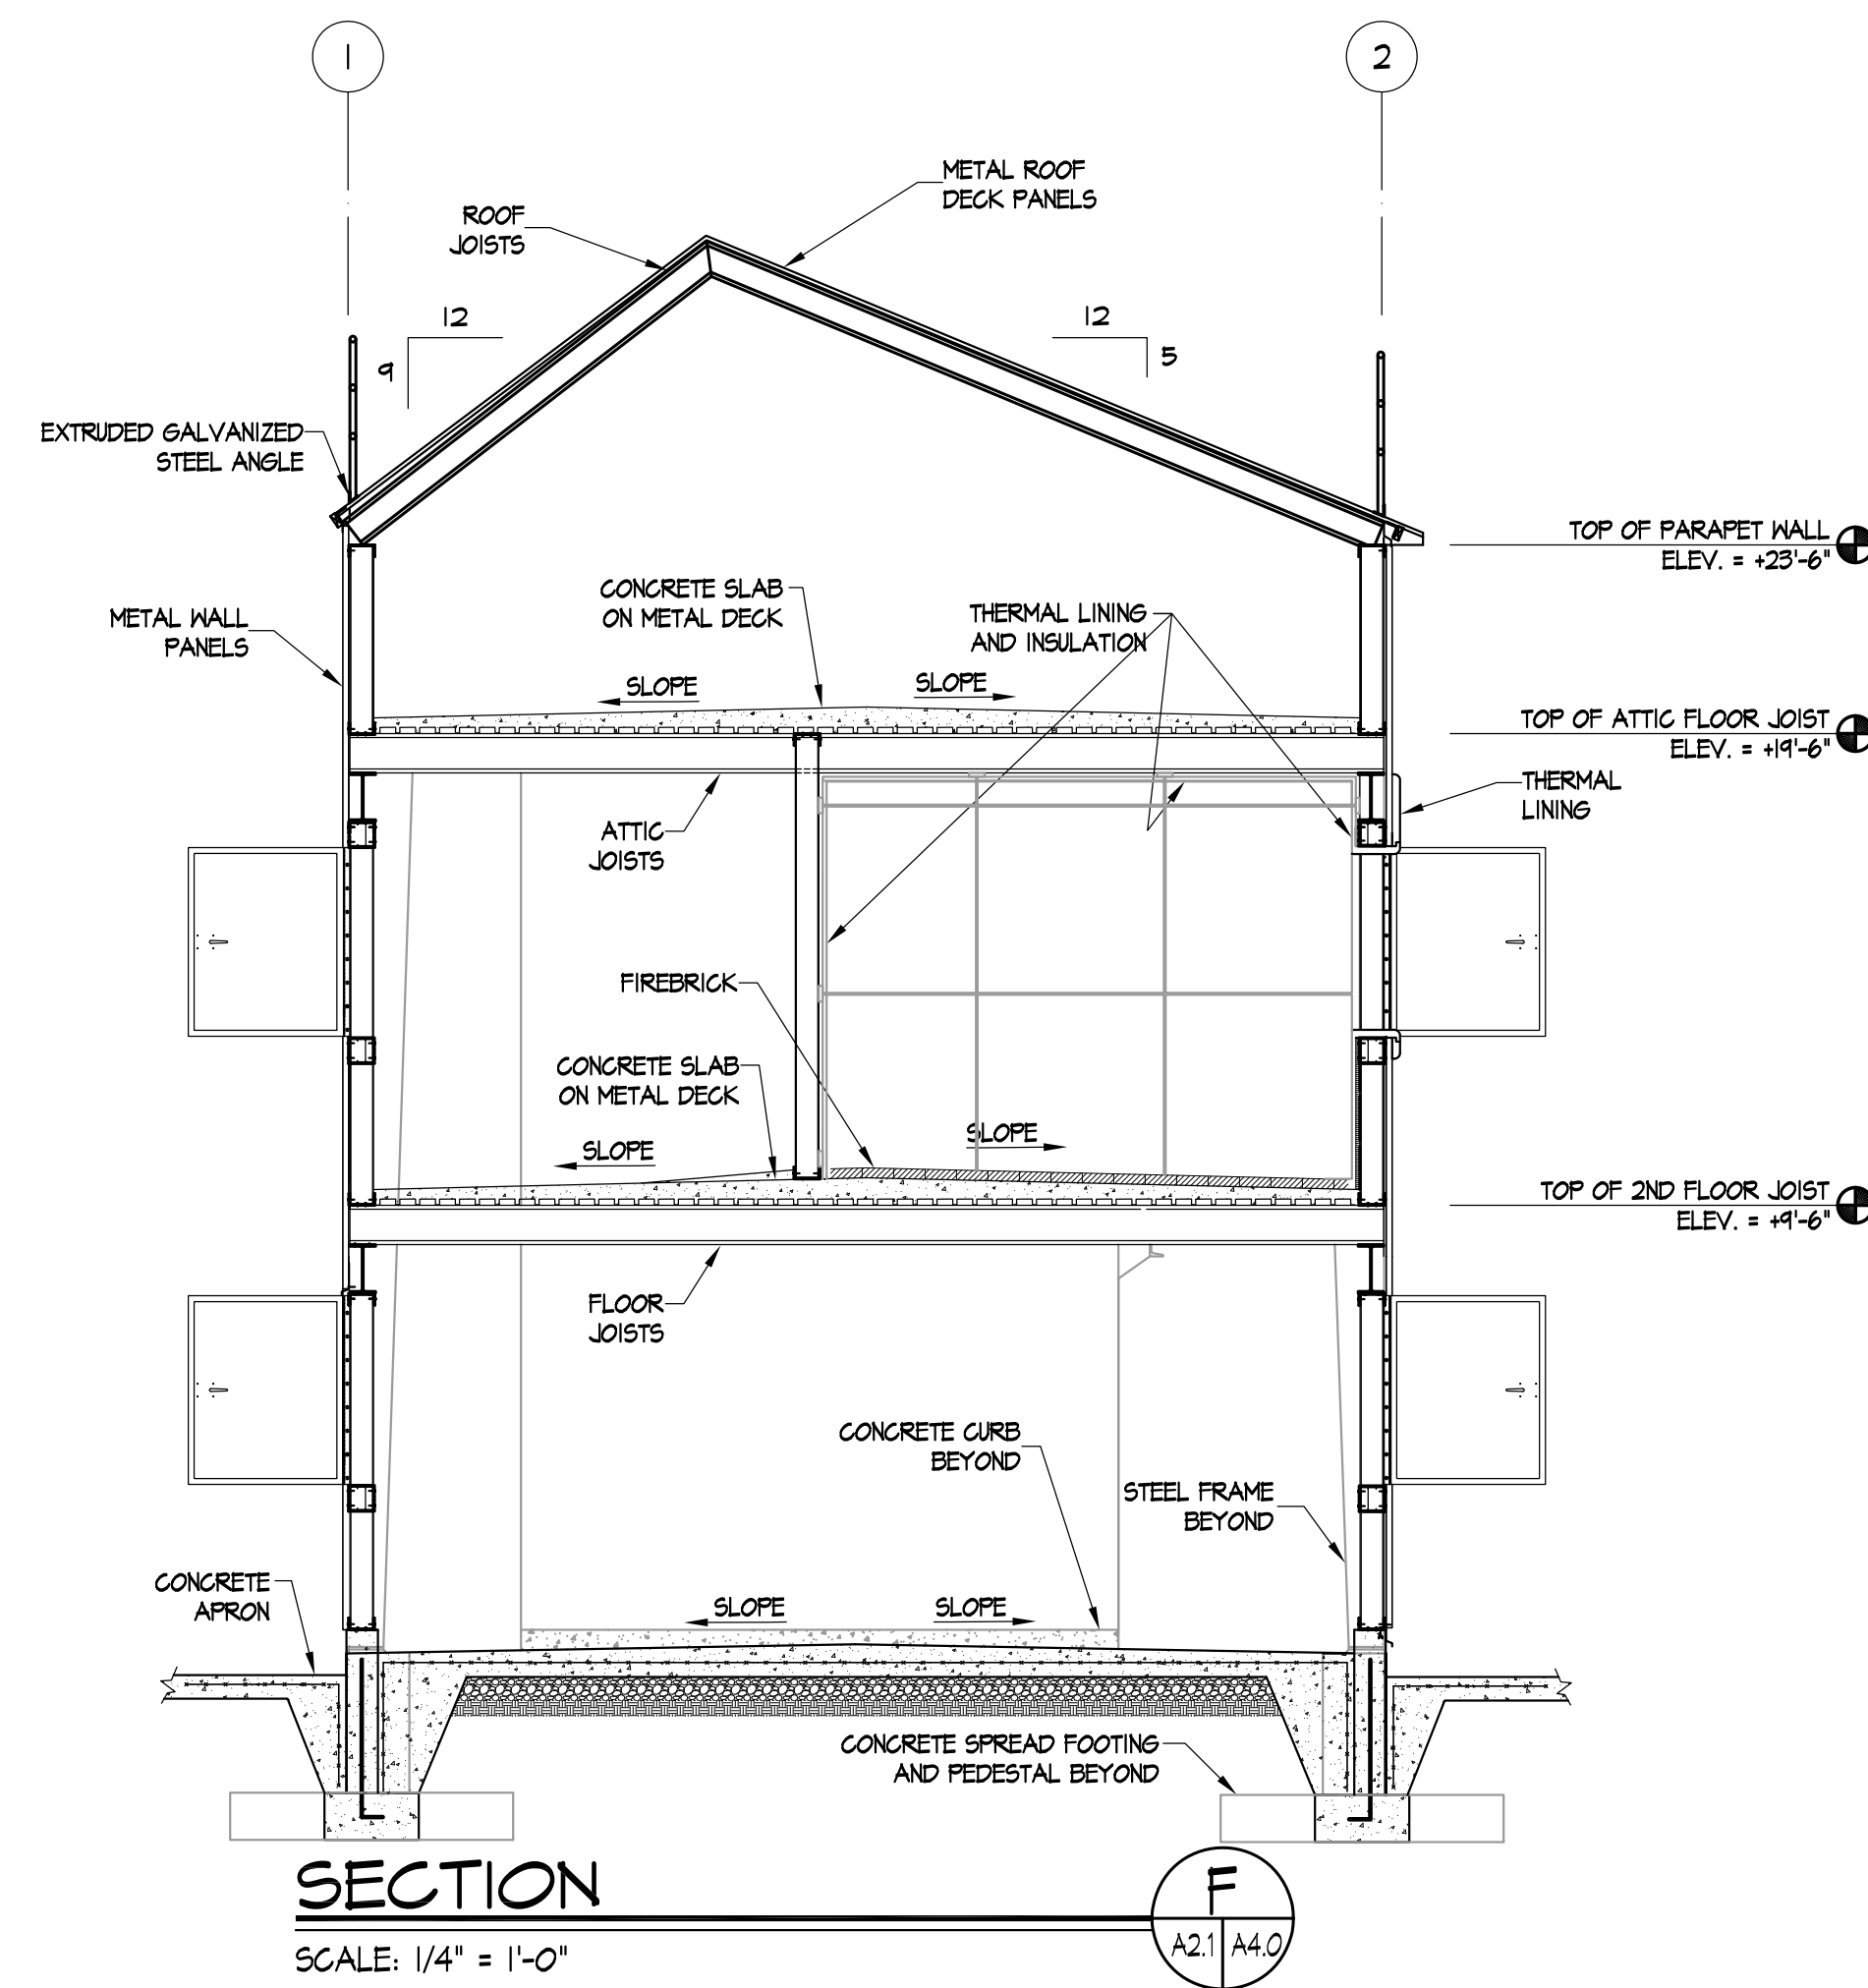 1
2
METAL ROOF
DECK PANELS
ROOF
JOISTS
12
9
12
5
EXTRUDED GALVANIZED
STEEL ANGLE
TOP OF PARAPET WALL
ELEV. = +23'-6"
CONCRETE SLAB
ON METAL DECK
THERMAL LINING
AND INSULATION
METAL WALL
PANELS
SLOPE
SLOPE
TOP OF ATTIC FLOOR JOIST
ELEV. = +19'-6"
THERMAL
LINING
ATTIC
JOISTS
FIREBRICK
CONCRETE SLAB
ON METAL DECK
SLOPE
SLOPE
TOP OF 2ND FLOOR JOIST
ELEV. = +9'-6"
FLOOR
JOISTS
CONCRETE CURB
BEYOND
STEEL FRAME
BEYOND
CONCRETE
APRON
SLOPE
SLOPE
CONCRETE SPREAD FOOTING
AND PEDESTAL BEYOND
SECTION
SCALE: 1/4" = 1'-0"
F
A2.1
A4.0